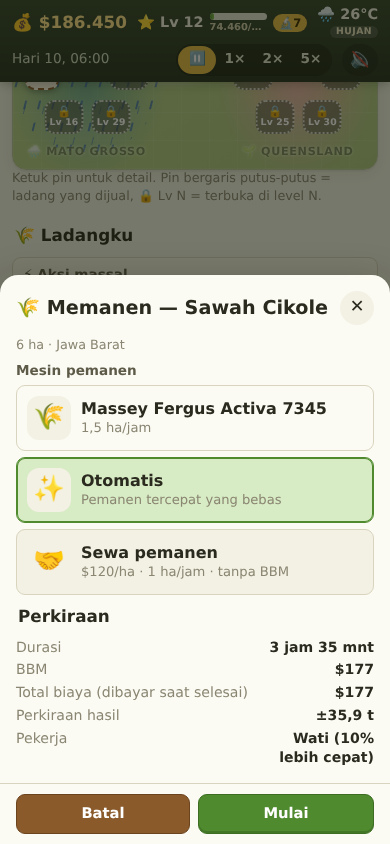 $186.450
Lv 12
74.460/...
7
26°C
HUJAN
Hari 10, 06:00
1×
2×
5×
Lv 16
Lv 29
Lv 25
Lv 30
MATO GROSSO
QUEENSLAND
Ketuk pin untuk detail. Pin bergaris putus-putus =
ladang yang dijual, 🔒 Lv N = terbuka di level N.
Ladangku
Aksi massal
Memanen — Sawah Cikole
6 ha · Jawa Barat
Mesin pemanen
Massey Fergus Activa 7345
1,5 ha/jam
Otomatis
Pemanen tercepat yang bebas
Sewa pemanen
$120/ha · 1 ha/jam · tanpa BBM
Perkiraan
Durasi 3 jam 35 mnt
BBM $177
Total biaya (dibayar saat selesai) $177
Perkiraan hasil ±35,9 t
Pekerja Wati (10%
lebih cepat)
Batal
Mulai